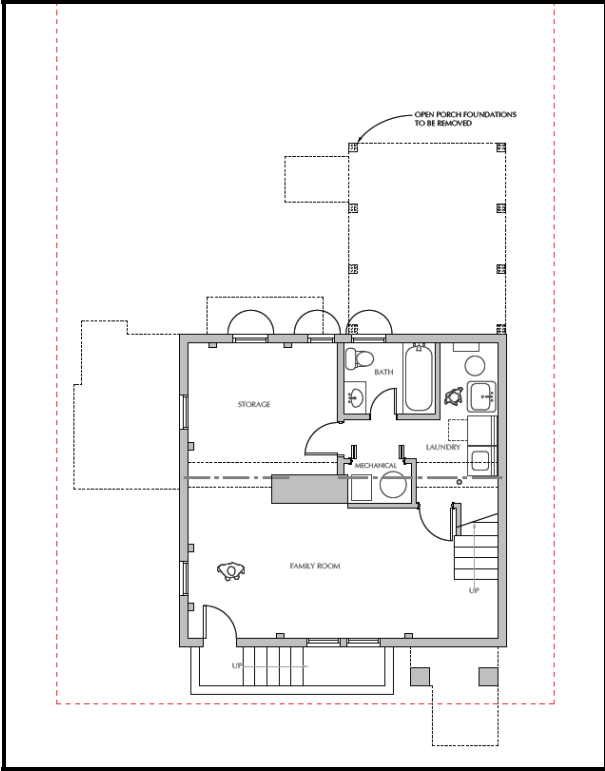 OPEN PORCH FOUNDATIONS
TO BE REMOVED
BATH
STORAGE
LAUNDRY
MECHANICAL
FAMILY ROOM
UP
UP